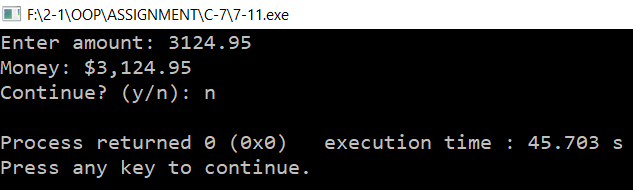 F:\2-1\OOP\ASSIGNMENT\C-7\7-11.exe
Enter amount: 3124.95
Money: $3,124.95
Continue? (y/n): n
Process returned 0 (0x0)   execution time : 45.703 s
Press any key to continue.